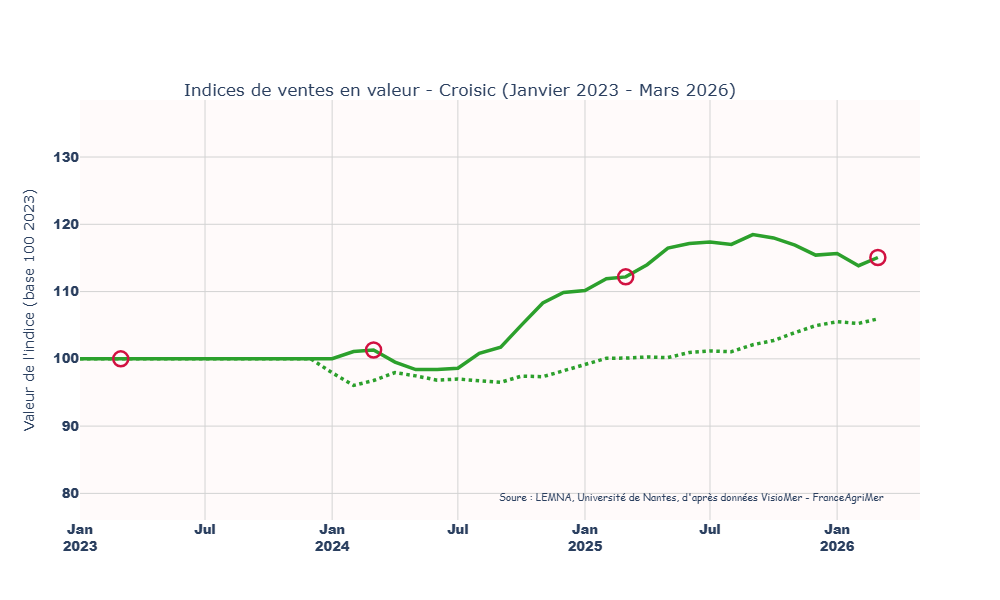 Indices de ventes en valeur - Croisic (Janvier 2023 - Mars 2026)
Valeur de l'indice (base 100 2023)
130
120
110
100
90
80
Soure : LEMNA, Université de Nantes, d'après données VisioMer - FranceAgriMer
Jan
2023
Jul
Jan
2024
Jul
Jan
2025
Jul
Jan
2026